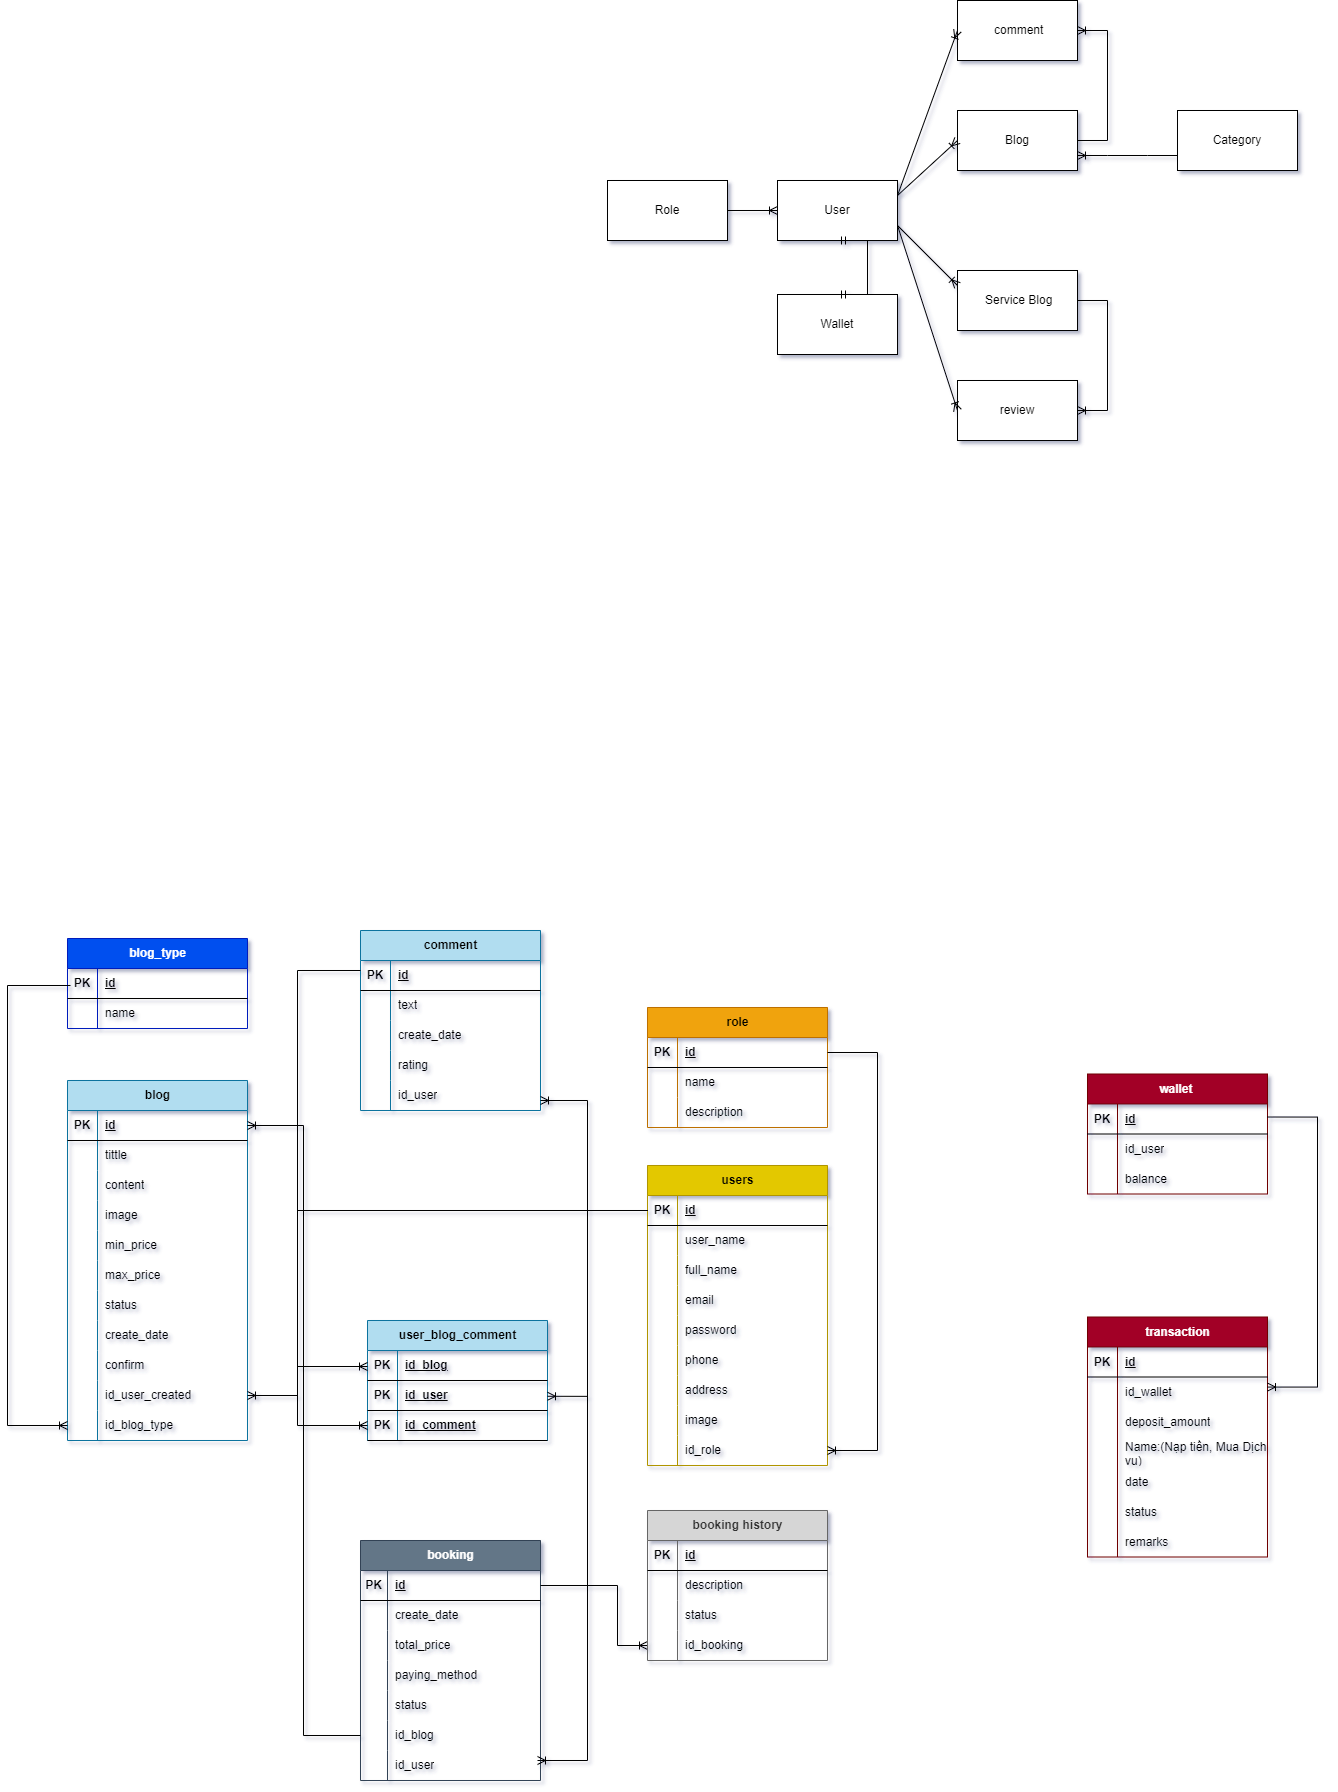 comment
Blog
Category
Role
User
Service Blog
Wallet
review
blog_type
PK id
name
blog
PK id
tittle
content
image
min_price
max_price
status
create_date
confirm
id_user_created
id_blog_type
comment
PK id
text
create_date
rating
id_user
user_blog_comment
PK id_blog
PK id_user
PK id_comment
booking
PK id
create_date
total_price
paying_method
status
id_blog
id_user
role
PK id
name
description
users
PK id
user_name
full_name
email
password
phone
address
image
id_role
booking history
PK id
description
status
id_booking
wallet
PK id
id_user
balance
transaction
PK id
id_wallet
deposit_amount
Name:(Nạp tiền, Mua Dịch
vu)
date
status
remarks